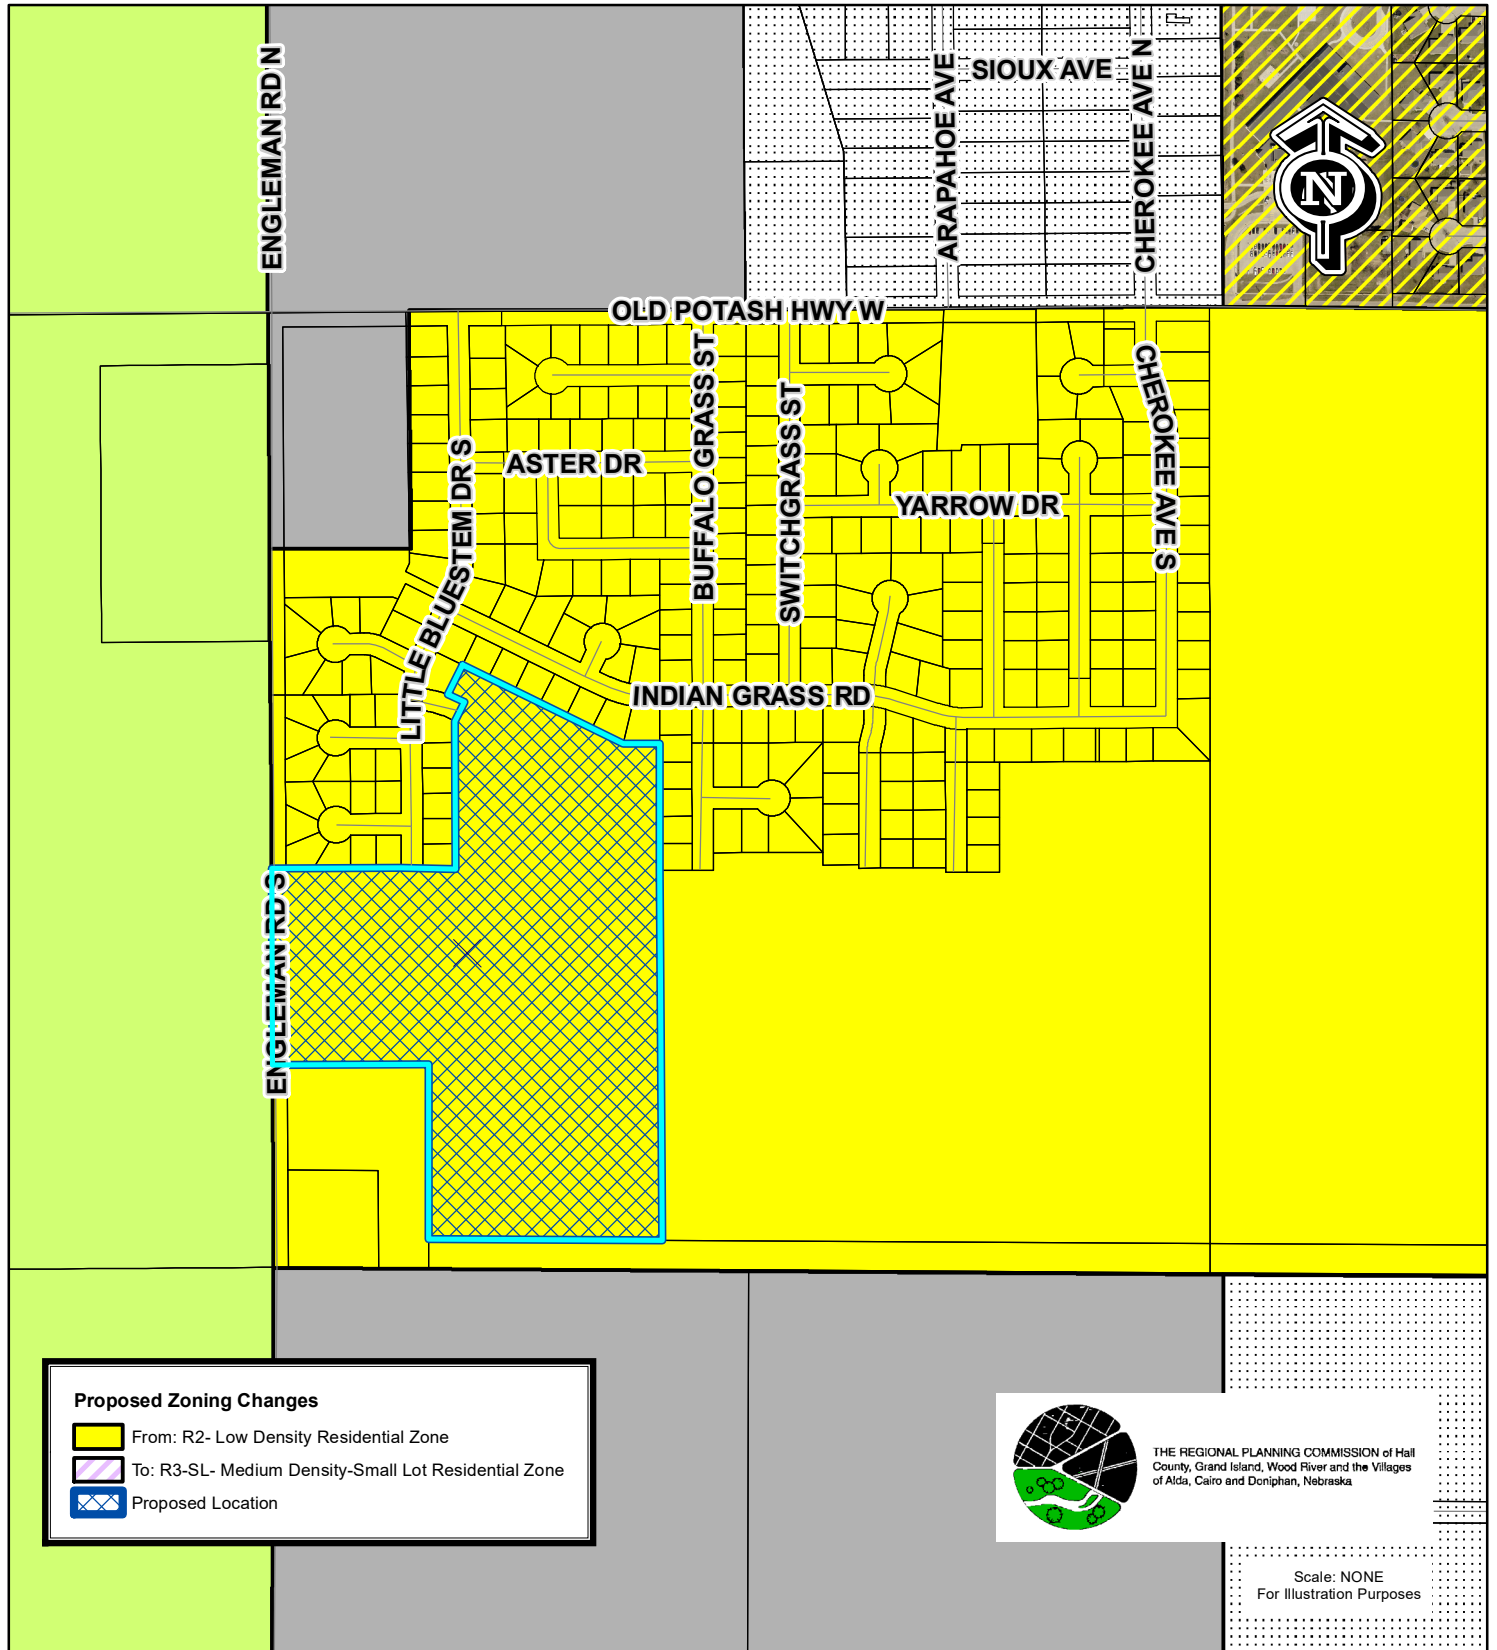 ENGLEMAN RD N
ARAPAHOE AVE
SIOUX AVE
CHEROKEE AVE N
N
OLD POTASH HWY W
LITTLE BLUESTEM DR S
ASTER DR
BUFFALO GRASS ST
SWITCHGRASS ST
YARROW DR
CHEROKEE AVE S
INDIAN GRASS RD
ENGLEMAN RD S
Proposed Zoning Changes
From: R2- Low Density Residential Zone
To: R3-SL- Medium Density-Small Lot Residential Zone
Proposed Location
THE REGIONAL PLANNING COMMISSION of Hall
County, Grand Island, Wood River and the Villages
of Alda, Cairo and Doniphan, Nebraska
Scale: NONE
For Illustration Purposes